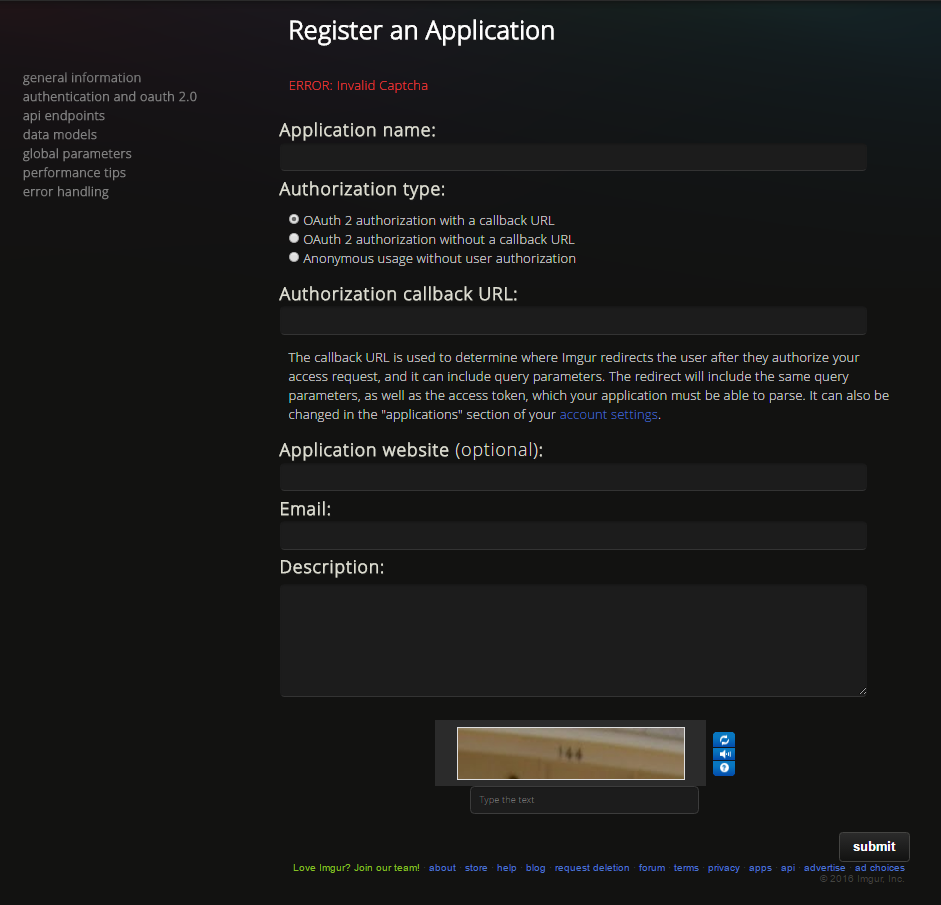 Register an Application
general information
authentication and oauth 2.0
api endpoints
data models
global parameters
performance tips
error handling
ERROR: Invalid Captcha
Application name:
Authorization type:
OAuth 2 authorization with a callback URL
OAuth 2 authorization without a callback URL
Anonymous usage without user authorization
Authorization callback URL:
The callback URL is used to determine where Imgur redirects the user after they authorize your
access request, and it can include query parameters. The redirect will include the same query
parameters, as well as the access token, which your application must be able to parse. It can also be
changed in the "applications" section of your account settings.
Application website (optional):
Email:
Description:
Type the text
submit
Love Imgur? Join our team! about store help blog request deletion forum terms privacy apps api advertise ad choices
© 2016 Imgur, Inc.